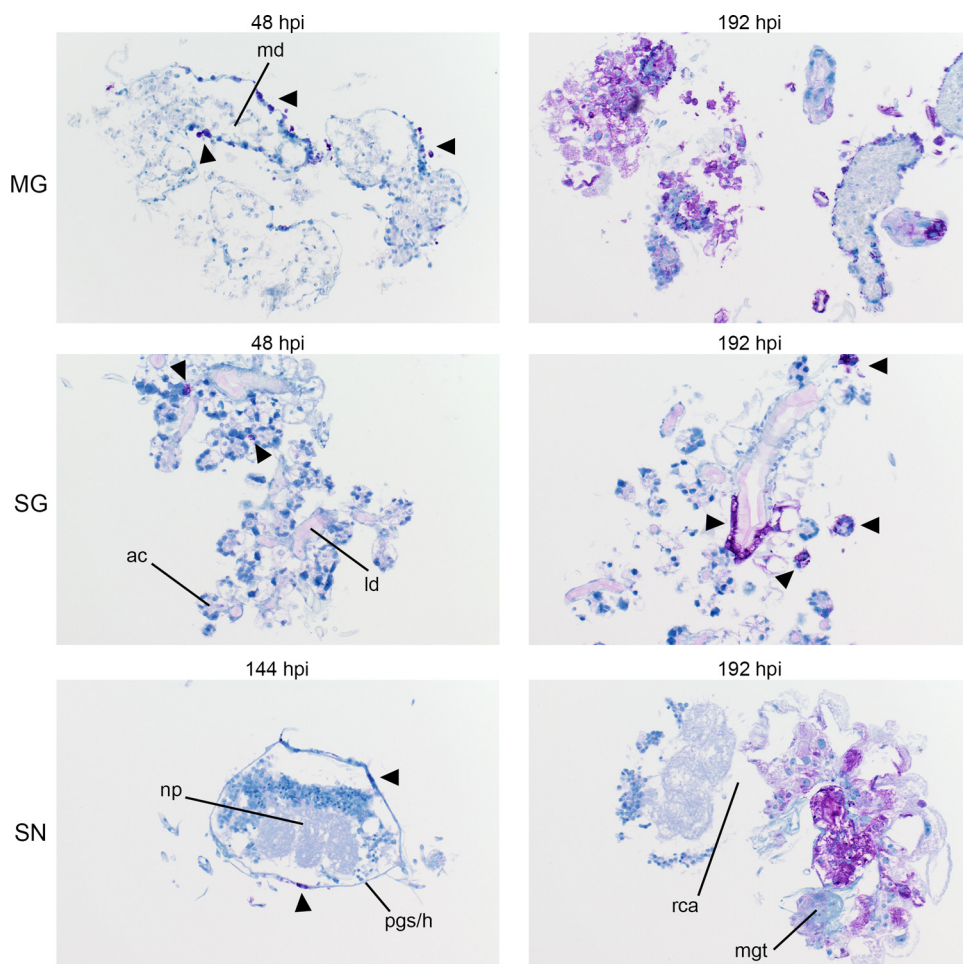 48 hpi
192 hpi
md
MG
48 hpi
192 hpi
SG
ac
ld
144 hpi
192 hpi
np
SN
pgs/h
rca
mgt